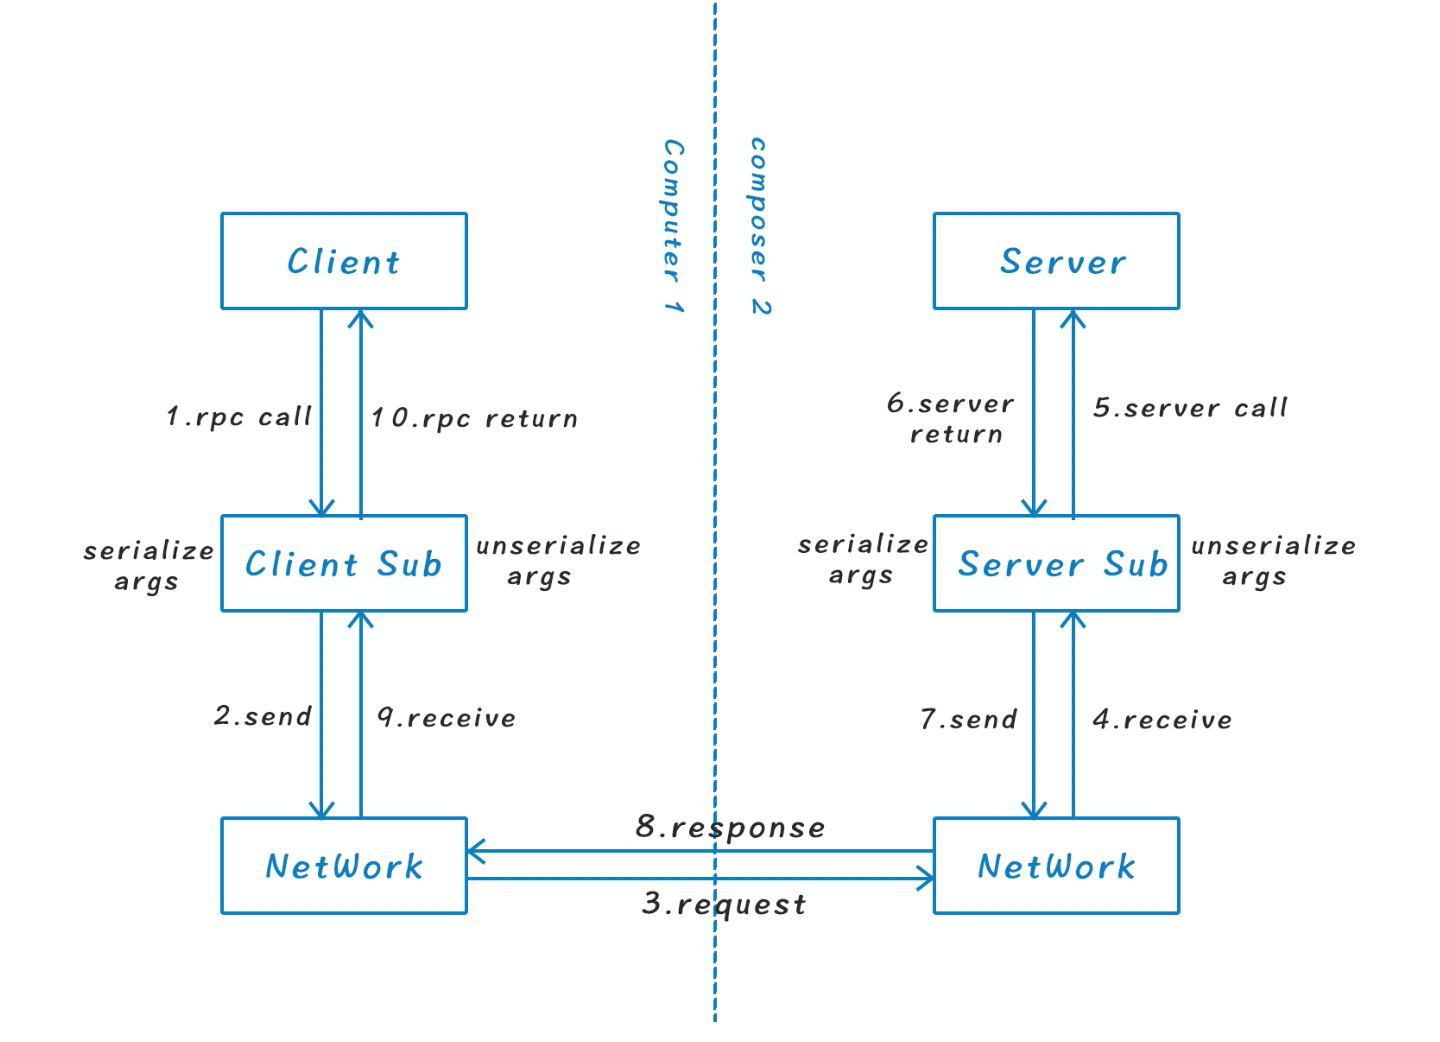 Computer 1
composer 2
Client
Server
1.rpc call
10.rpc return
6.server
return
5.server call
serialize
args
Client Sub
unserialize
args
serialize
args
Server Sub
unserialize
args
2.send
9.receive
7.send
4.receive
8.response
NetWork
NetWork
3.request